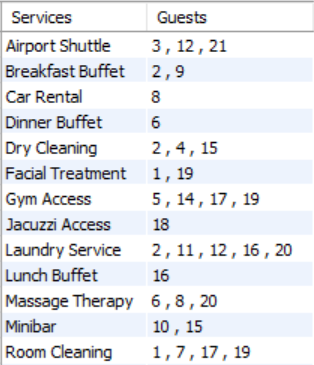 Services Guests
Airport Shuttle 3 , 12 , 21
Breakfast Buffet 2 , 9
Car Rental 8
Dinner Buffet 6
Dry Cleaning 2 , 4 , 15
Facial Treatment 1 , 19
Gym Access 5 , 14 , 17 , 19
Jacuzzi Access 18
Laundry Service 2 , 11 , 12 , 16 , 20
Lunch Buffet 16
Massage Therapy 6 , 8 , 20
Minibar 10 , 15
Room Cleaning 1 , 7 , 17 , 19